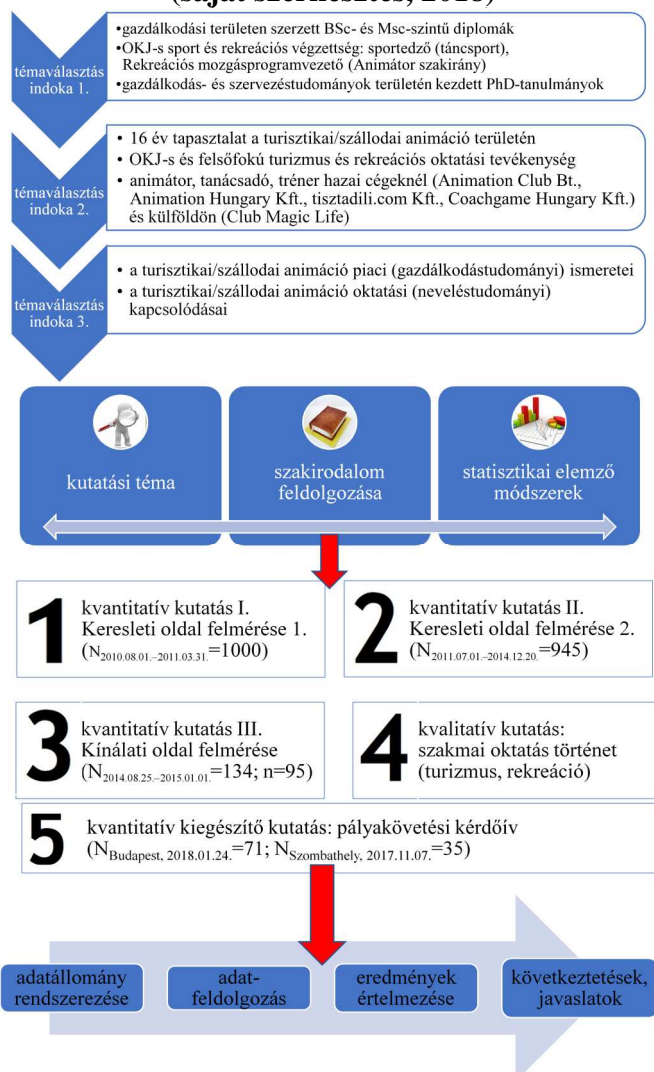 (saját szerkesztés, 2018)
témaválasztás
indoka 1.
•gazdálkodási területen szerzett BSc- és Msc-szintű diplomák
•OKJ-s sport és rekreációs végzettség: sportedző (táncsport),
Rekreációs mozgásprogramvezető (Animátor szakirány)
•gazdálkodás- és szervezéstudományok területén kezdett PhD-tanulmányok
témaválasztás
indoka 2.
• 16 év tapasztalat a turisztikai/szállodai animáció területén
• OKJ-s és felsőfokú turizmus és rekreációs oktatási tevékenység
• animátor, tanácsadó, tréner hazai cégeknél (Animation Club Bt.,
Animation Hungary Kft., tisztadili.com Kft., Coachgame Hungary Kft.)
és külföldön (Club Magic Life)
témaválasztás
indoka 3.
• a turisztikai/szállodai animáció piaci (gazdálkodástudományi) ismeretei
• a turisztikai/szállodai animáció oktatási (neveléstudományi)
kapcsolódásai
kutatási téma
szakirodalom
feldolgozása
statisztikai elemző
módszerek
1
kvantitatív kutatás I.
Keresleti oldal felmérése 1.
(N2010.08.01.–2011.03.31.=1000)
2
kvantitatív kutatás II.
Keresleti oldal felmérése 2.
(N2011.07.01.–2014.12.20.=945)
3
kvantitatív kutatás III.
Kínálati oldal felmérése
(N2014.08.25.–2015.01.01.=134; n=95)
4
kvalitatív kutatás:
szakmai oktatás történet
(turizmus, rekreáció)
5
kvantitatív kiegészítő kutatás: pályakövetési kérdőív
(NBudapest, 2018.01.24.=71; NSzombathely, 2017.11.07.=35)
adatállomány
rendszerezése
adat-
feldolgozás
eredmények
értelmezése
következtetések,
javaslatok